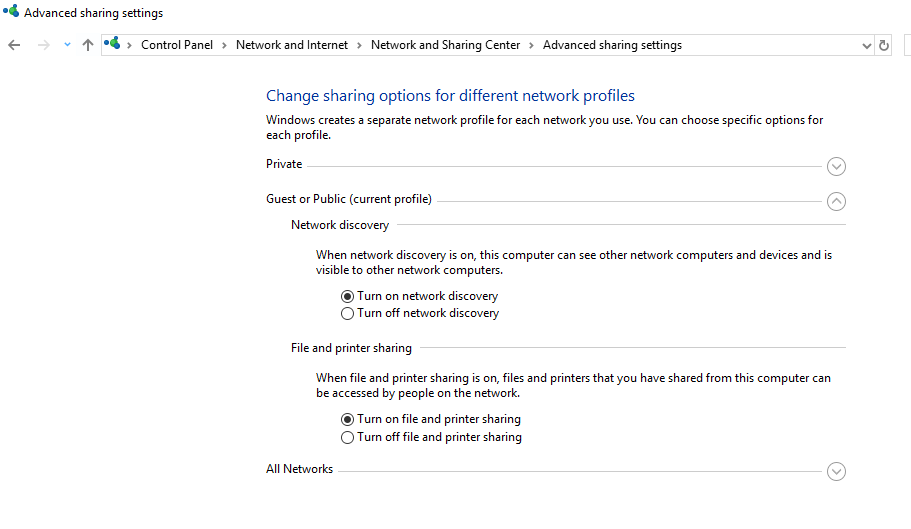 Advanced sharing settings
Control Panel > Network and Internet > Network and Sharing Center > Advanced sharing settings
Change sharing options for different network profiles
Windows creates a separate network profile for each network you use. You can choose specific options for
each profile.
Private
Guest or Public (current profile)
Network discovery
When network discovery is on, this computer can see other network computers and devices and is
visible to other network computers.
Turn on network discovery
Turn off network discovery
File and printer sharing
When file and printer sharing is on, files and printers that you have shared from this computer can
be accessed by people on the network.
Turn on file and printer sharing
Turn off file and printer sharing
All Networks